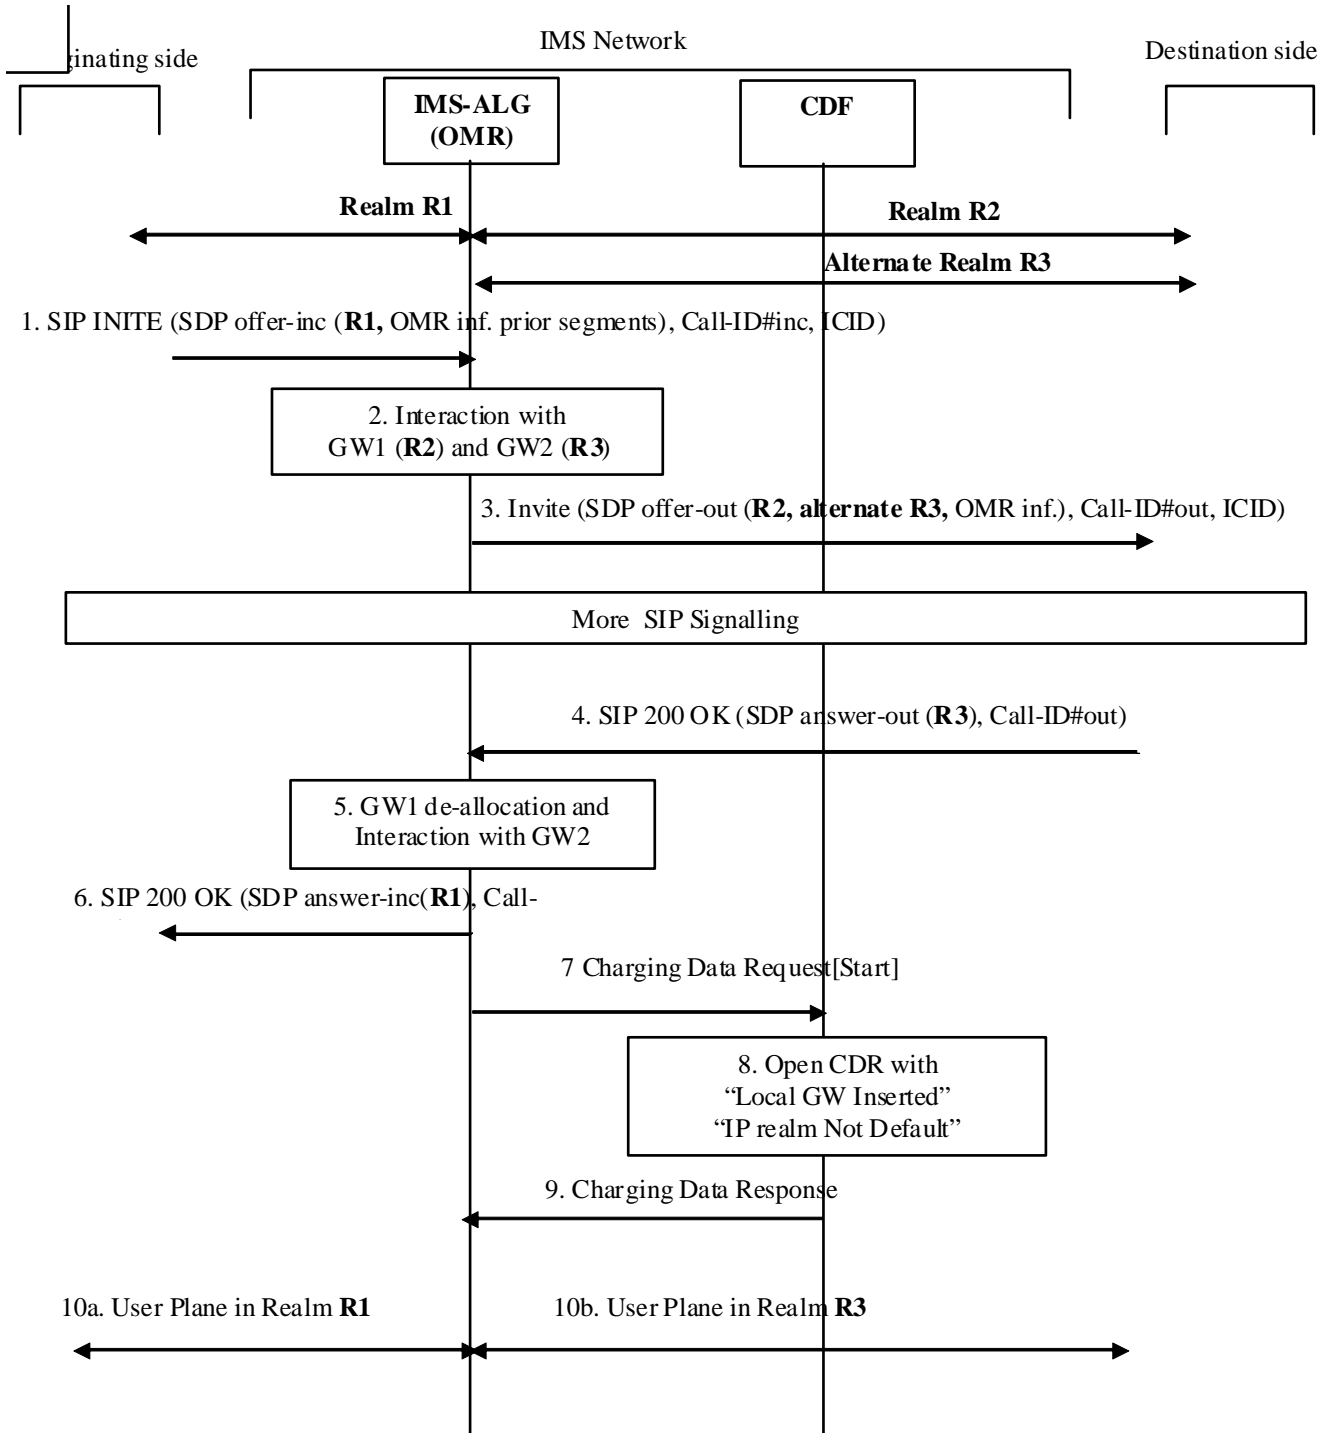 IMS Network
ginating side
Destination side
IMS-ALG
(OMR)
CDF
Realm R1
Realm R2
Alternate Realm R3
1. SIP INITE (SDP offer-inc (R1, OMR inf. prior segments), Call-ID#inc, ICID)
2. Interaction with
GW1 (R2) and GW2 (R3)
3. Invite (SDP offer-out (R2, alternate R3, OMR inf.), Call-ID#out, ICID)
More SIP Signalling
4. SIP 200 OK (SDP answer-out (R3), Call-ID#out)
5. GW1 de-allocation and
Interaction with GW2
6. SIP 200 OK (SDP answer-inc(R1), Call-
7 Charging Data Request[Start]
8. Open CDR with
“Local GW Inserted”
“IP realm Not Default”
9. Charging Data Response
10a. User Plane in Realm R1
10b. User Plane in Realm R3